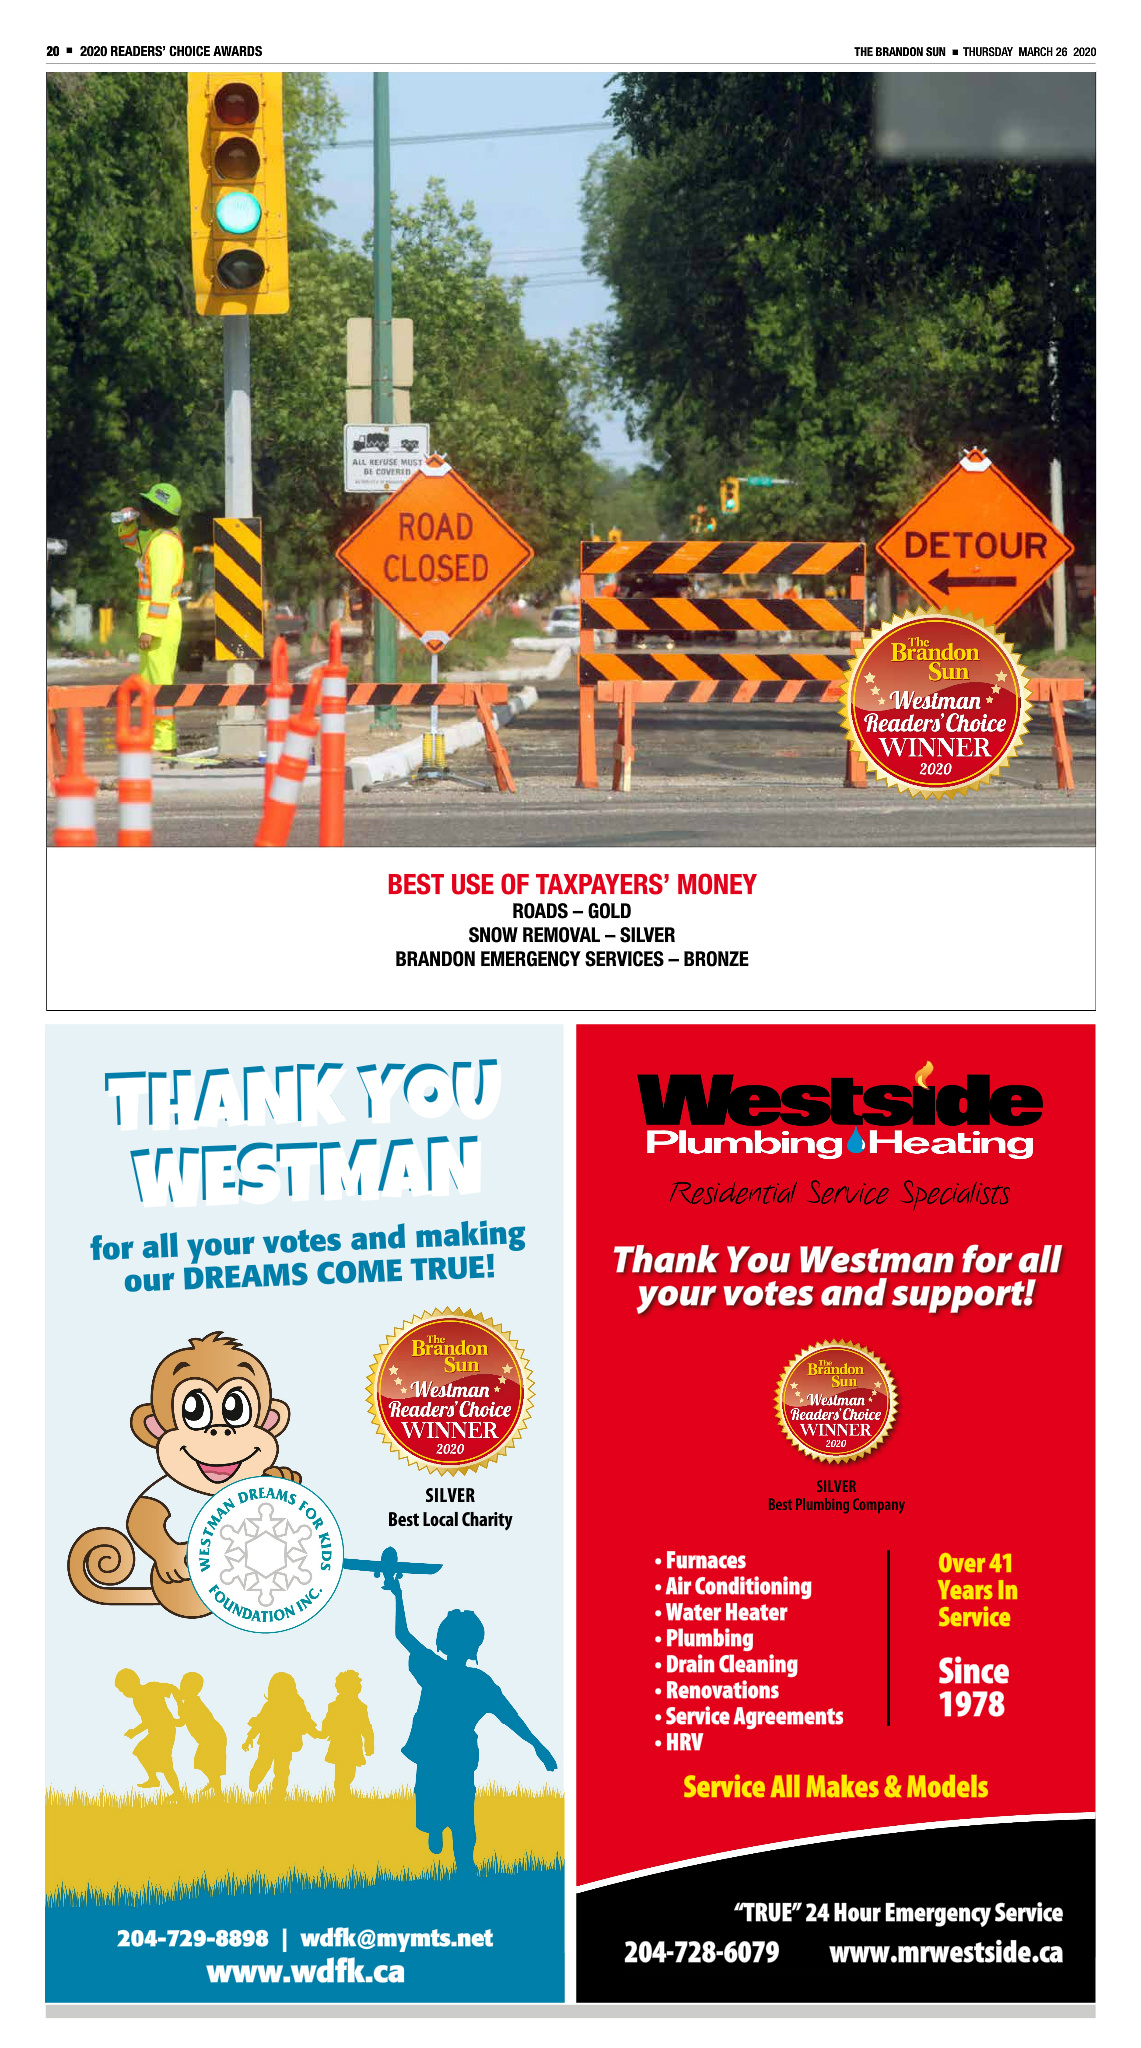 20 ▪ 2020 READERS' CHOICE AWARDS
THE BRANDON SUN ▪ THURSDAY MARCH 26 2020
ALL REFUSE MUST
BE COVERED
ROAD
CLOSED
DETOUR
The
Brandon
Sun
Westman
Readers' Choice
WINNER
2020
BEST USE OF TAXPAYERS' MONEY
ROADS – GOLD
SNOW REMOVAL – SILVER
BRANDON EMERGENCY SERVICES – BRONZE
THANK YOU
WESTMAN
for all your votes and making
our DREAMS COME TRUE!
The
Brandon
Sun
Westman
Readers' Choice
WINNER
2020
SILVER
Best Local Charity
WESTMAN DREAMS FOR KIDS
FOUNDATION INC.
204-729-8898 | wdfk@mymts.net
www.wdfk.ca
Westside
Plumbing Heating
Residential Service Specialists
Thank You Westman for all
your votes and support!
The
Brandon
Sun
Westman
Readers' Choice
WINNER
2020
SILVER
Best Plumbing Company
• Furnaces
• Air Conditioning
• Water Heater
• Plumbing
• Drain Cleaning
• Renovations
• Service Agreements
• HRV
Over 41
Years In
Service
Since
1978
Service All Makes & Models
"TRUE" 24 Hour Emergency Service
204-728-6079 www.mrwestside.ca